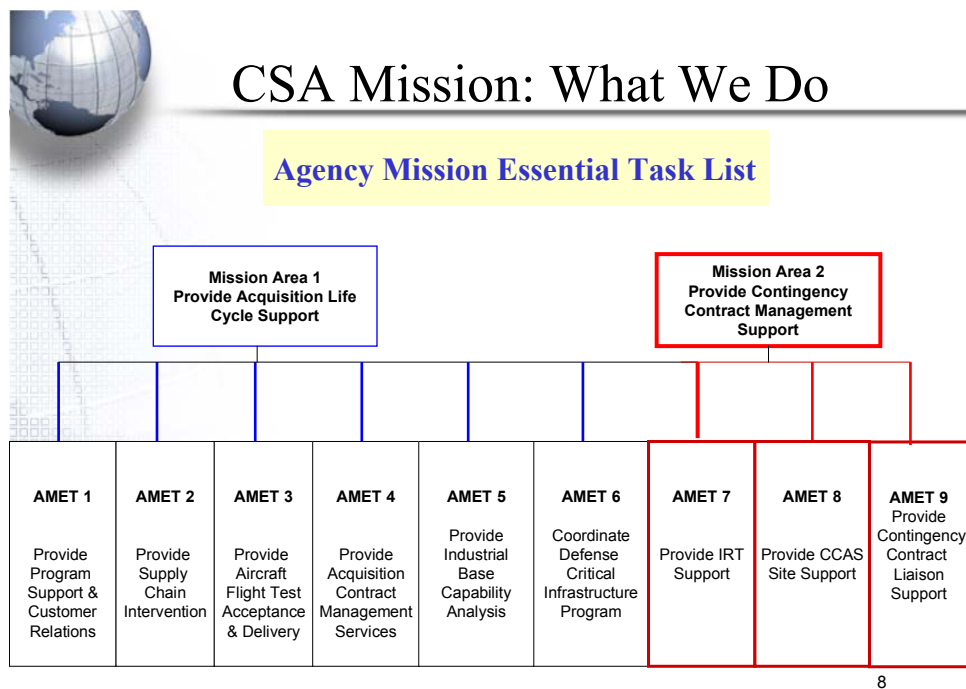 CSA Mission: What We Do
Agency Mission Essential Task List
Mission Area 1
Provide Acquisition Life
Cycle Support
Mission Area 2
Provide Contingency
Contract Management
Support
AMET 1
Provide
Program
Support &
Customer
Relations
AMET 2
Provide
Supply
Chain
Intervention
AMET 3
Provide
Aircraft
Flight Test
Acceptance
& Delivery
AMET 4
Provide
Acquisition
Contract
Management
Services
AMET 5
Provide
Industrial
Base
Capability
Analysis
AMET 6
Coordinate
Defense
Critical
Infrastructure
Program
AMET 7
Provide IRT
Support
AMET 8
Provide CCAS
Site Support
AMET 9
Provide
Contingency
Contract
Liaison
Support
8